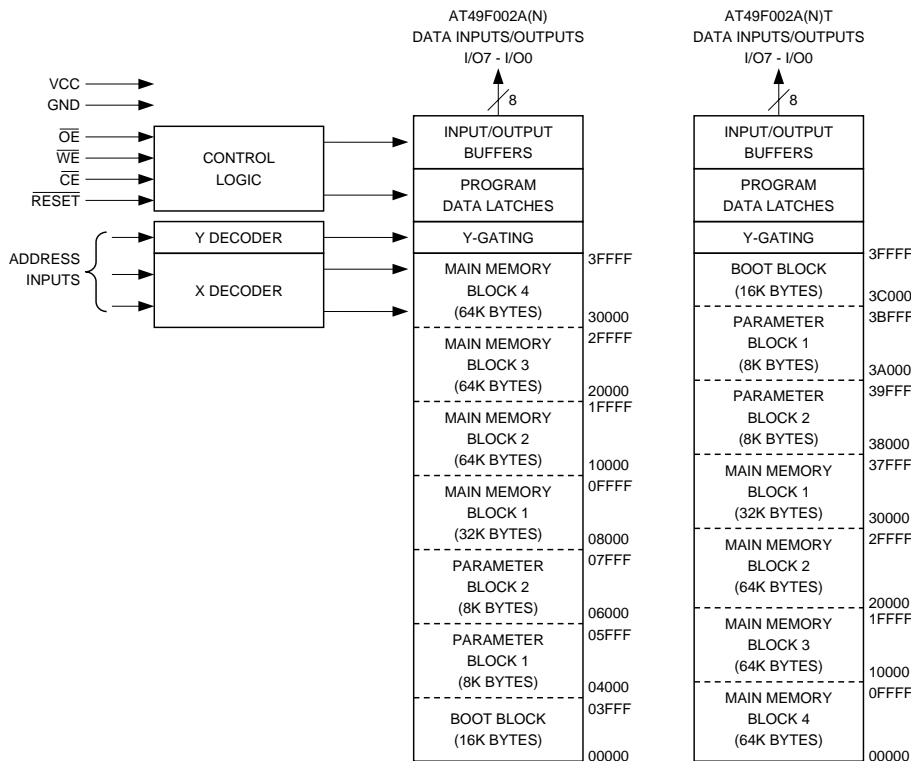 AT49F002A(N)
DATA INPUTS/OUTPUTS
I/O7 - I/O0
8
VCC
GND
OE
WE
CE
RESET
CONTROL
LOGIC
ADDRESS
INPUTS
Y DECODER
X DECODER
INPUT/OUTPUT
BUFFERS
PROGRAM
DATA LATCHES
Y-GATING
3FFFF
MAIN MEMORY
BLOCK 4
(64K BYTES)
30000
2FFFF
MAIN MEMORY
BLOCK 3
(64K BYTES)
20000
1FFFF
MAIN MEMORY
BLOCK 2
(64K BYTES)
10000
0FFFF
MAIN MEMORY
BLOCK 1
(32K BYTES)
08000
07FFF
PARAMETER
BLOCK 2
(8K BYTES)
06000
05FFF
PARAMETER
BLOCK 1
(8K BYTES)
04000
03FFF
BOOT BLOCK
(16K BYTES)
00000
AT49F002A(N)T
DATA INPUTS/OUTPUTS
I/O7 - I/O0
8
INPUT/OUTPUT
BUFFERS
PROGRAM
DATA LATCHES
Y-GATING
3FFFF
BOOT BLOCK
(16K BYTES)
3C000
3BFFF
PARAMETER
BLOCK 1
(8K BYTES)
3A000
39FFF
PARAMETER
BLOCK 2
(8K BYTES)
38000
37FFF
MAIN MEMORY
BLOCK 1
(32K BYTES)
30000
2FFFF
MAIN MEMORY
BLOCK 2
(64K BYTES)
20000
1FFFF
MAIN MEMORY
BLOCK 3
(64K BYTES)
10000
0FFFF
MAIN MEMORY
BLOCK 4
(64K BYTES)
00000